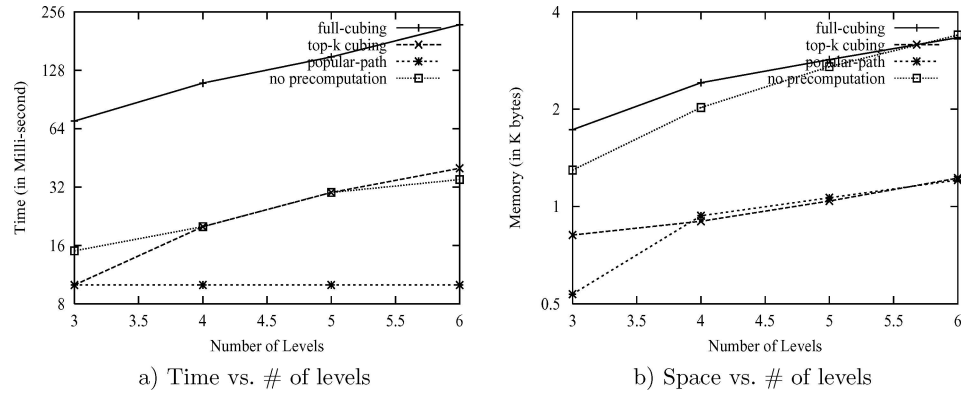 256
128
64
32
16
8
Time (in Milli-second)
full-cubing
top-k cubing
popular-path
no precomputation
3
3.5
4
4.5
5
5.5
6
Number of Levels
a) Time vs. # of levels
4
2
1
0.5
Memory (in K bytes)
full-cubing
top-k cubing
popular-path
no precomputation
3
3.5
4
4.5
5
5.5
6
Number of Levels
b) Space vs. # of levels